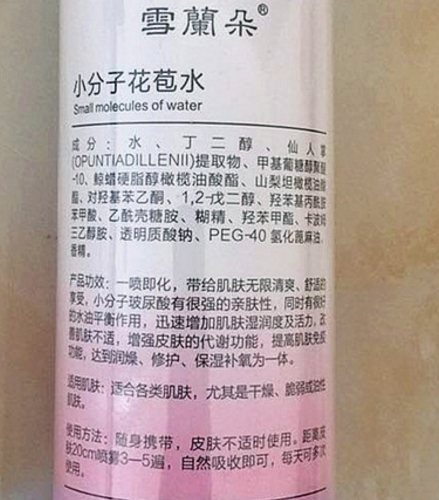 雪蘭朵®
小分子花苞水
Small molecules of water
成分：水、丁二醇、仙人掌
(OPUNTIADILLENII)提取物、甲基葡糖醇聚醚
-10、鲸蜡硬脂醇橄榄油酸酯、山梨坦橄榄油酸
酯、对羟基苯乙酮、1,2-戊二醇、羟苯基丙酰胺
苯甲酸、乙酰壳糖胺、糊精、羟苯甲酯、卡波姆
三乙醇胺、透明质酸钠、PEG-40氢化蓖麻油、
香精。
产品功效：一喷即化，带给肌肤无限清爽、舒适的
享受，小分子玻尿酸有很强的亲肤性，同时有很好
的水油平衡作用，迅速增加肌肤湿润度及活力，改
善肌肤不适，增强皮肤的代谢功能，提高肌肤免疫
功能，达到润燥、修护、保湿补氧为一体。
适用肌肤：适合各类肌肤，尤其是干燥、脆弱或油性
肌肤。
使用方法：随身携带，皮肤不适时使用。距离皮
肤20cm喷雾3—5遍，自然吸收即可，每天可多次
使用。